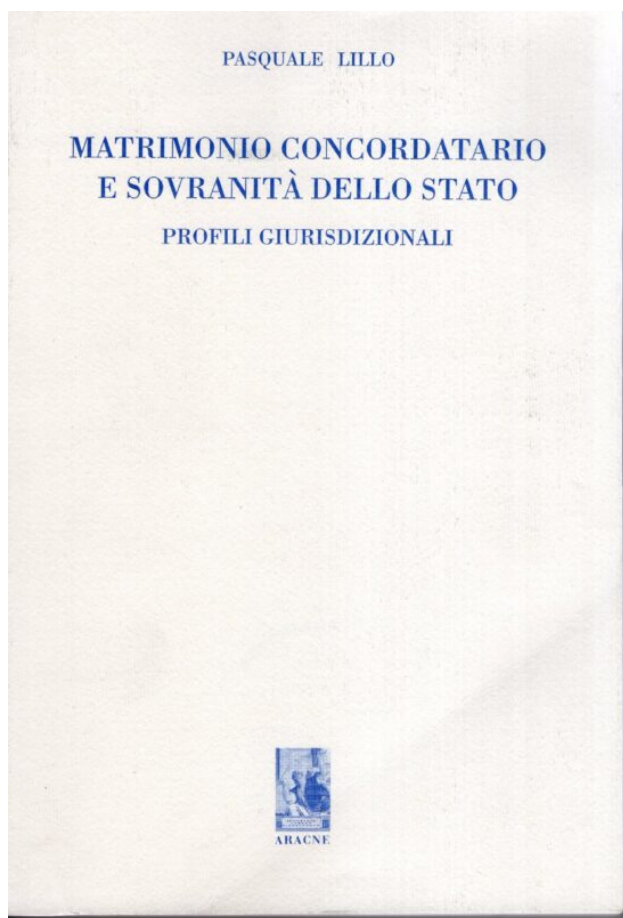 PASQUALE LILLO
MATRIMONIO CONCORDATARIO
E SOVRANITÀ DELLO STATO
PROFILI GIURISDIZIONALI
ARACNE